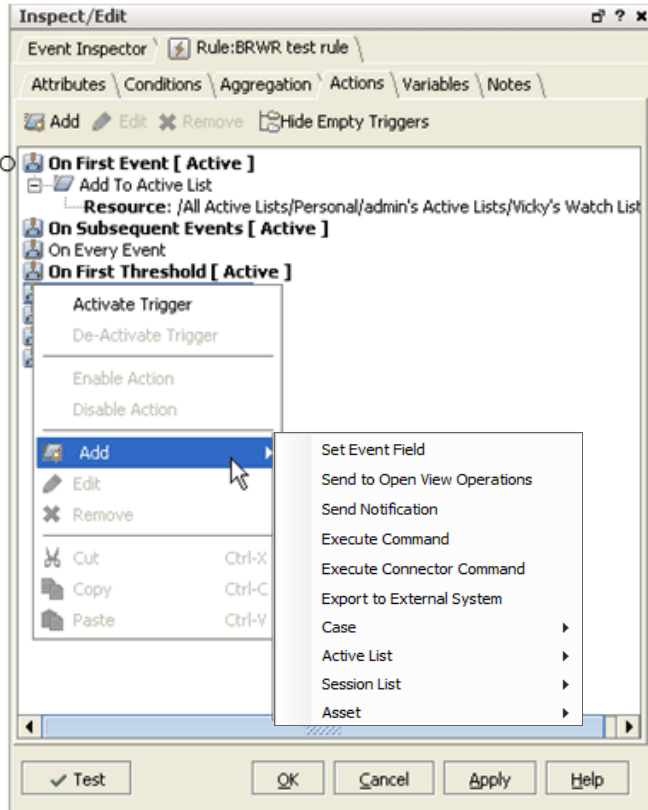 Inspect/Edit
Event Inspector Rule:BRWR test rule
Attributes Conditions Aggregation Actions Variables Notes
Add Edit Remove Hide Empty Triggers
On First Event [ Active ]
Add To Active List
Resource: /All Active Lists/Personal/admin's Active Lists/Vicky's Watch List
On Subsequent Events [ Active ]
On Every Event
On First Threshold [ Active ]
Activate Trigger
De-Activate Trigger
Enable Action
Disable Action
Add
Edit
Remove
Cut Ctrl-X
Copy Ctrl-C
Paste Ctrl-V
Set Event Field
Send to Open View Operations
Send Notification
Execute Command
Execute Connector Command
Export to External System
Case
Active List
Session List
Asset
Test OK Cancel Apply Help